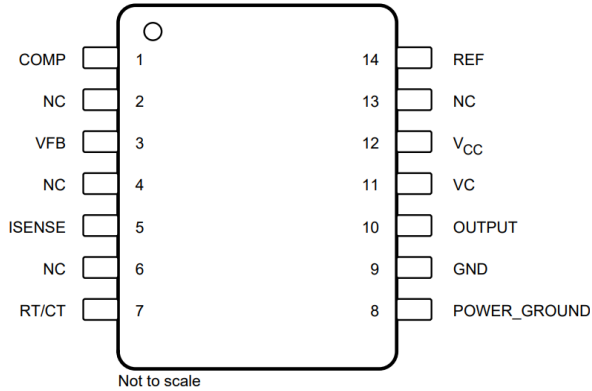 COMP 1 14 REF
NC 2 13 NC
VFB 3 12 VCC
NC 4 11 VC
ISENSE 5 10 OUTPUT
NC 6 9 GND
RT/CT 7 8 POWER_GROUND
Not to scale